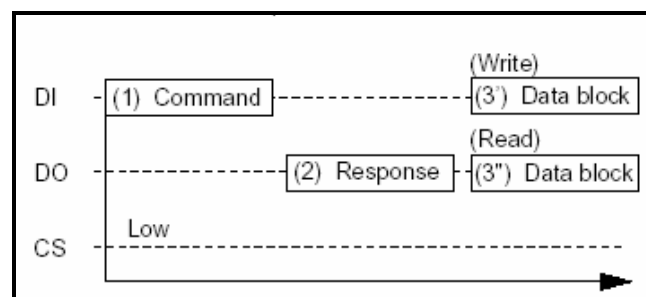 (Write)
DI (1) Command (3') Data block
(Read)
DO (2) Response (3") Data block
Low
CS